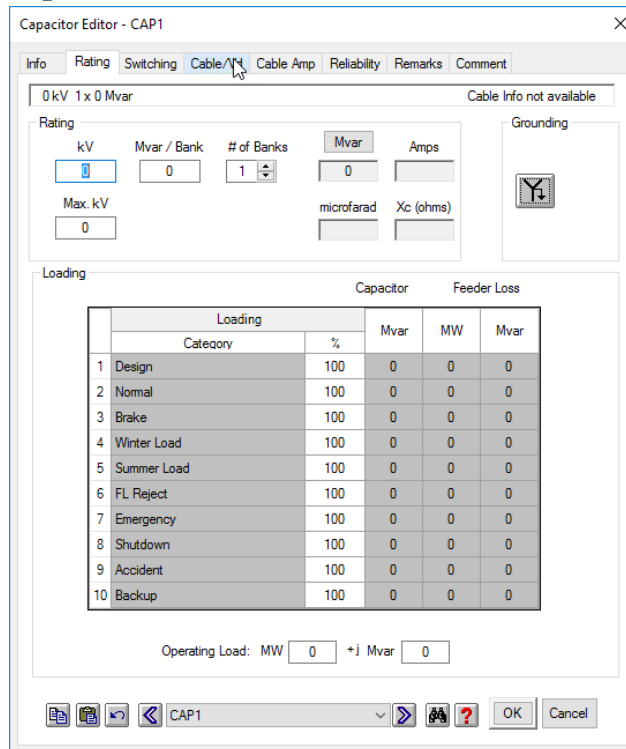 Capacitor Editor - CAP1
Info Rating Switching Cable/Vd Cable Amp Reliability Remarks Comment
0 kV 1 x 0 Mvar Cable Info not available
Rating Grounding
kV Mvar / Bank # of Banks Mvar Amps
0 0 1 0
Max. kV microfarad Xc (ohms)
0
Loading
Capacitor Feeder Loss
Loading Mvar MW Mvar
Category %
1 Design 100 0 0 0
2 Normal 100 0 0 0
3 Brake 100 0 0 0
4 Winter Load 100 0 0 0
5 Summer Load 100 0 0 0
6 FL Reject 100 0 0 0
7 Emergency 100 0 0 0
8 Shutdown 100 0 0 0
9 Accident 100 0 0 0
10 Backup 100 0 0 0
Operating Load: MW 0 +j Mvar 0
CAP1 ? OK Cancel